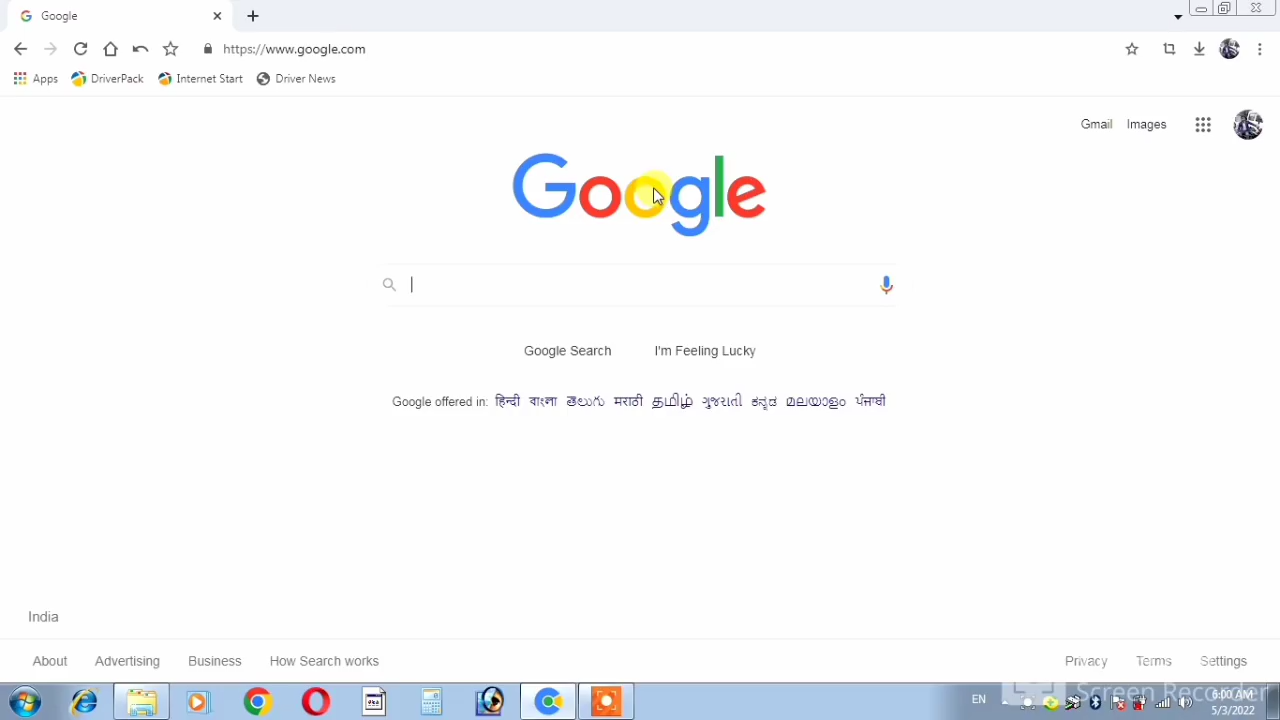 Google
https://www.google.com
Apps DriverPack Internet Start Driver News
Gmail Images
Google
Google Search I'm Feeling Lucky
Google offered in: हिन्दी বাংলা తెలుగు मराठी தமிழ் ગુજરાતી ಕನ್ನಡ മലയാളം ਪੰਜਾਬੀ
India
About Advertising Business How Search works Privacy Terms Settings
Screen Recorder
EN 6:00 AM
5/3/2022